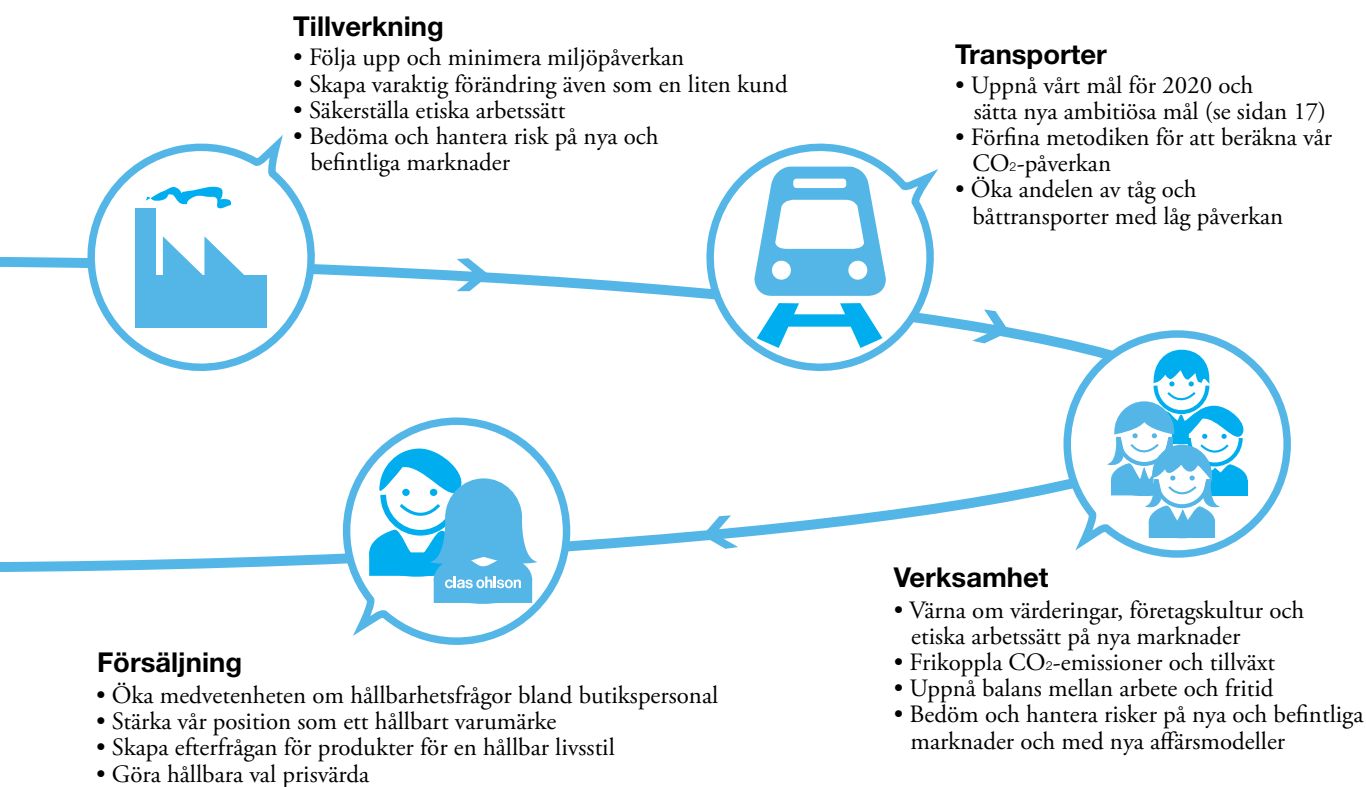 Tillverkning
• Följa upp och minimera miljöpåverkan
• Skapa varaktig förändring även som en liten kund
• Säkerställa etiska arbetssätt
• Bedöma och hantera risk på nya och
befintliga marknader
Transporter
• Uppnå vårt mål för 2020 och
sätta nya ambitiösa mål (se sidan 17)
• Förfina metodiken för att beräkna vår
CO₂-påverkan
• Öka andelen av tåg och
båttransporter med låg påverkan
Verksamhet
• Värna om värderingar, företagskultur och
etiska arbetssätt på nya marknader
• Frikoppla CO₂-emissioner och tillväxt
• Uppnå balans mellan arbete och fritid
• Bedöm och hantera risker på nya och befintliga
marknader och med nya affärsmodeller
clas ohlson
Försäljning
• Öka medvetenheten om hållbarhetsfrågor bland butikspersonal
• Stärka vår position som ett hållbart varumärke
• Skapa efterfrågan för produkter för en hållbar livsstil
• Göra hållbara val prisvärda